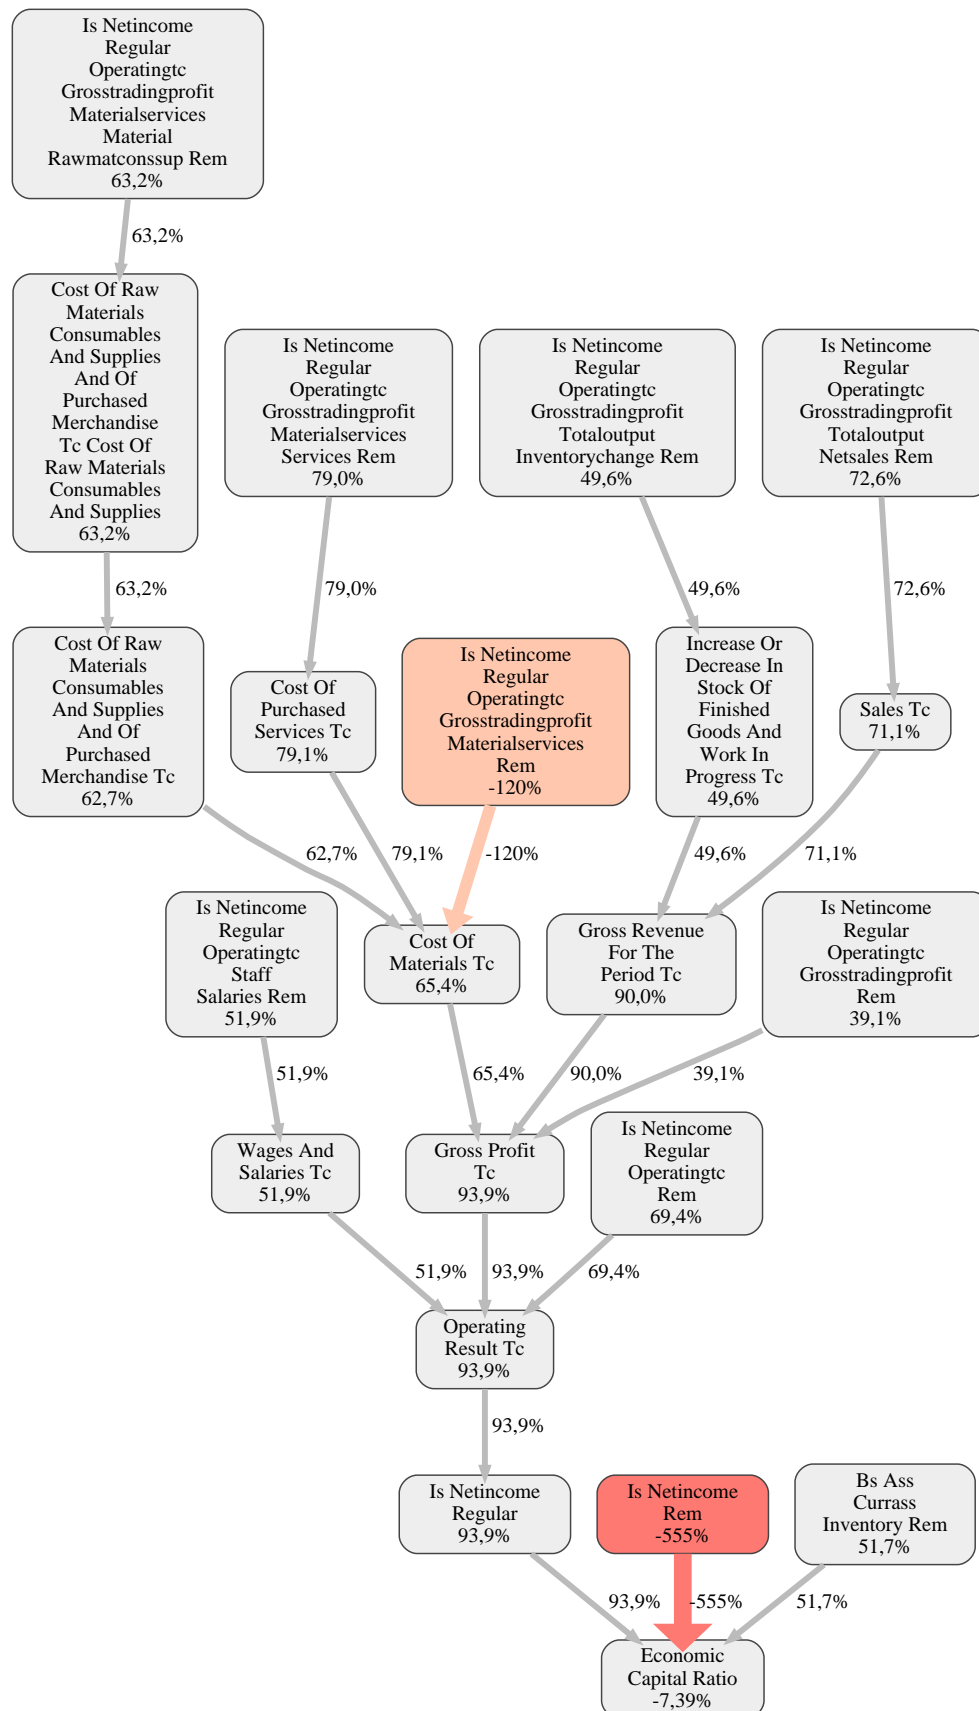 Is Netincome
Regular
Operatingtc
Grosstradingprofit
Materialservices
Material
Rawmatconssup Rem
63,2%
63,2%
Cost Of Raw
Materials
Consumables
And Supplies
And Of
Purchased
Merchandise
Tc Cost Of
Raw Materials
Consumables
And Supplies
63,2%
Is Netincome
Regular
Operatingtc
Grosstradingprofit
Materialservices
Services Rem
79,0%
Is Netincome
Regular
Operatingtc
Grosstradingprofit
Totaloutput
Inventorychange Rem
49,6%
Is Netincome
Regular
Operatingtc
Grosstradingprofit
Totaloutput
Netsales Rem
72,6%
63,2%
79,0%
49,6%
72,6%
Cost Of Raw
Materials
Consumables
And Supplies
And Of
Purchased
Merchandise Tc
62,7%
Cost Of
Purchased
Services Tc
79,1%
Is Netincome
Regular
Operatingtc
Grosstradingprofit
Materialservices
Rem
-120%
Increase Or
Decrease In
Stock Of
Finished
Goods And
Work In
Progress Tc
49,6%
Sales Tc
71,1%
62,7%
79,1%
-120%
49,6%
71,1%
Is Netincome
Regular
Operatingtc
Staff
Salaries Rem
51,9%
Cost Of
Materials Tc
65,4%
Gross Revenue
For The
Period Tc
90,0%
Is Netincome
Regular
Operatingtc
Grosstradingprofit
Rem
39,1%
51,9%
65,4%
90,0%
39,1%
Wages And
Salaries Tc
51,9%
Gross Profit
Tc
93,9%
Is Netincome
Regular
Operatingtc
Rem
69,4%
51,9%
93,9%
69,4%
Operating
Result Tc
93,9%
93,9%
Is Netincome
Regular
93,9%
Is Netincome
Rem
-555%
Bs Ass
Currass
Inventory Rem
51,7%
93,9%
-555%
51,7%
Economic
Capital Ratio
-7,39%